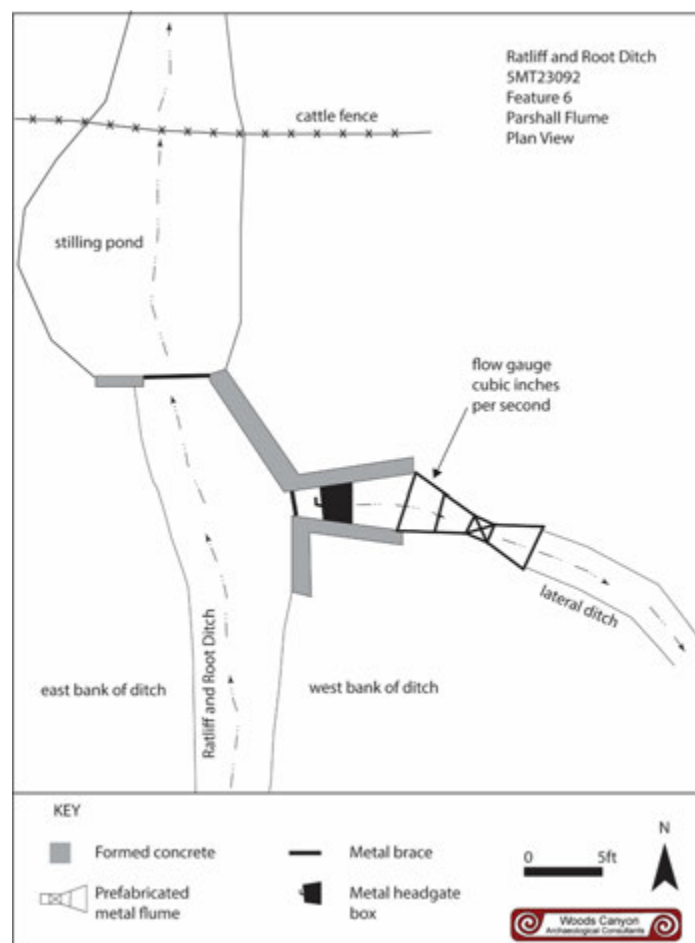 Ratliff and Root Ditch
5MT23092
Feature 6
Parshall Flume
Plan View
cattle fence
stilling pond
flow gauge
cubic inches
per second
lateral ditch
Ratliff and Root Ditch
east bank of ditch
west bank of ditch
KEY
Formed concrete
Metal brace
Prefabricated
metal flume
Metal headgate
box
0 5ft
N
Woods Canyon
Archaeological Consultants